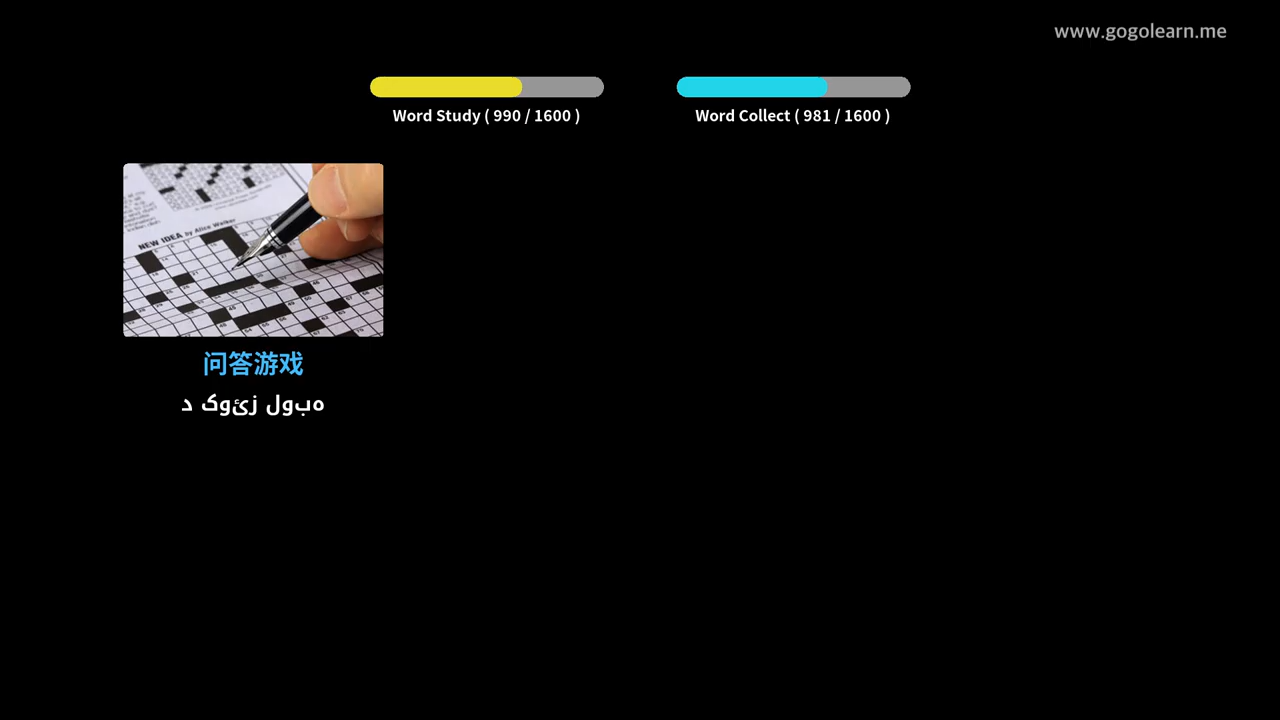 www.gogolearn.me
Word Study ( 990 / 1600 )
Word Collect ( 981 / 1600 )
NEW IDEA by Alice Walker
问答游戏
هبول زئوک د